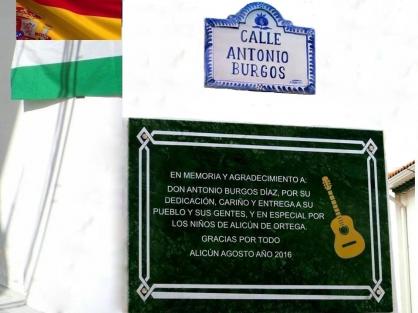 CALLE
ANTONIO
BURGOS
EN MEMORIA Y AGRADECIMIENTO A:
DON ANTONIO BURGOS DÍAZ, POR SU
DEDICACIÓN, CARIÑO Y ENTREGA A SU
PUEBLO Y SUS GENTES, Y EN ESPECIAL POR
LOS NIÑOS DE ALICÚN DE ORTEGA.
GRACIAS POR TODO
ALICÚN AGOSTO AÑO 2016